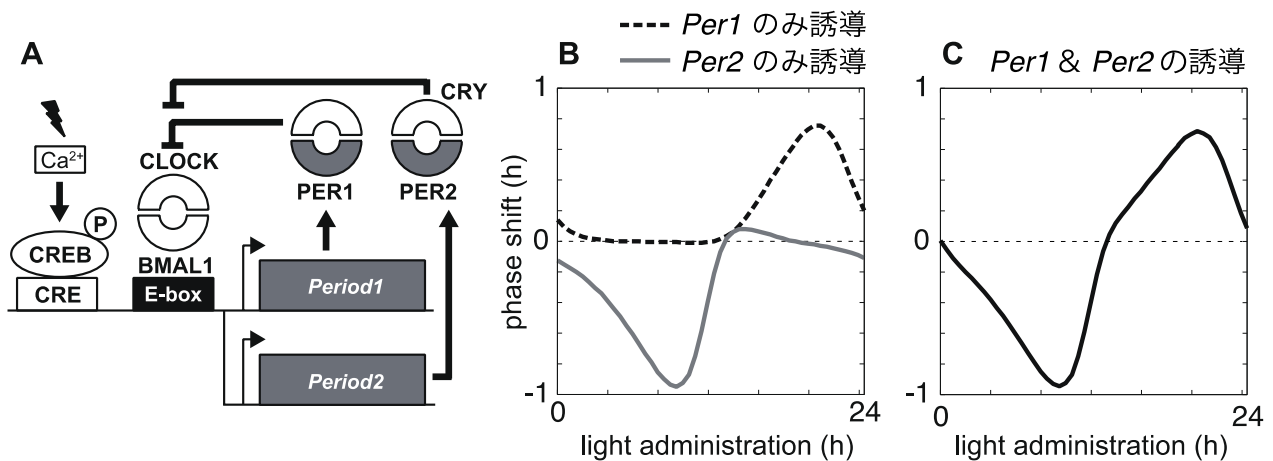 A
Ca2+
P
CREB
CRE
CLOCK
BMAL1
E-box
CRY
PER1
PER2
Period1
Period2
Per1 のみ誘導
Per2 のみ誘導
B
phase shift (h)
1
0
-1
0
24
light administration (h)
C
Per1 & Per2 の誘導
1
0
-1
0
24
light administration (h)